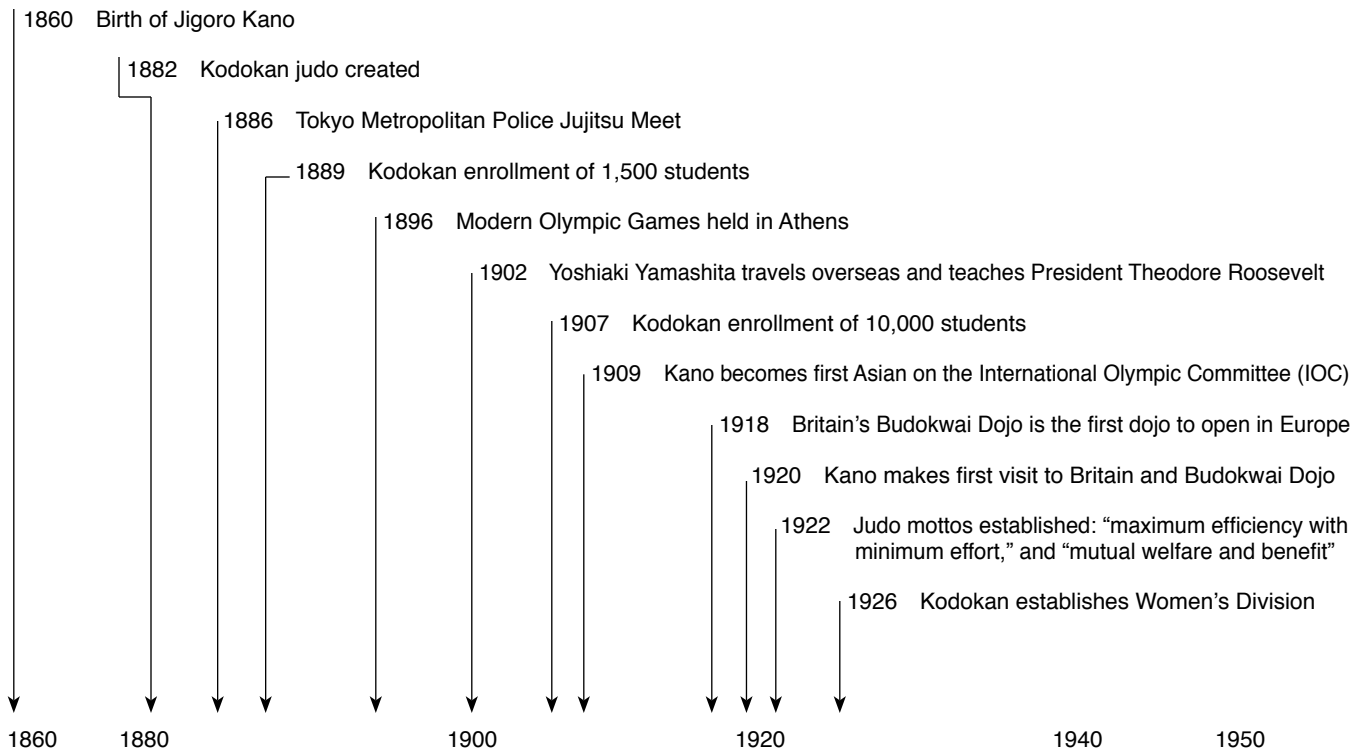 1860 Birth of Jigoro Kano
1882 Kodokan judo created
1886 Tokyo Metropolitan Police Jujitsu Meet
1889 Kodokan enrollment of 1,500 students
1896 Modern Olympic Games held in Athens
1902 Yoshiaki Yamashita travels overseas and teaches President Theodore Roosevelt
1907 Kodokan enrollment of 10,000 students
1909 Kano becomes first Asian on the International Olympic Committee (IOC)
1918 Britain’s Budokwai Dojo is the first dojo to open in Europe
1920 Kano makes first visit to Britain and Budokwai Dojo
1922 Judo mottos established: “maximum efficiency with
minimum effort,” and “mutual welfare and benefit”
1926 Kodokan establishes Women’s Division
1860 1880 1900 1920 1940 1950